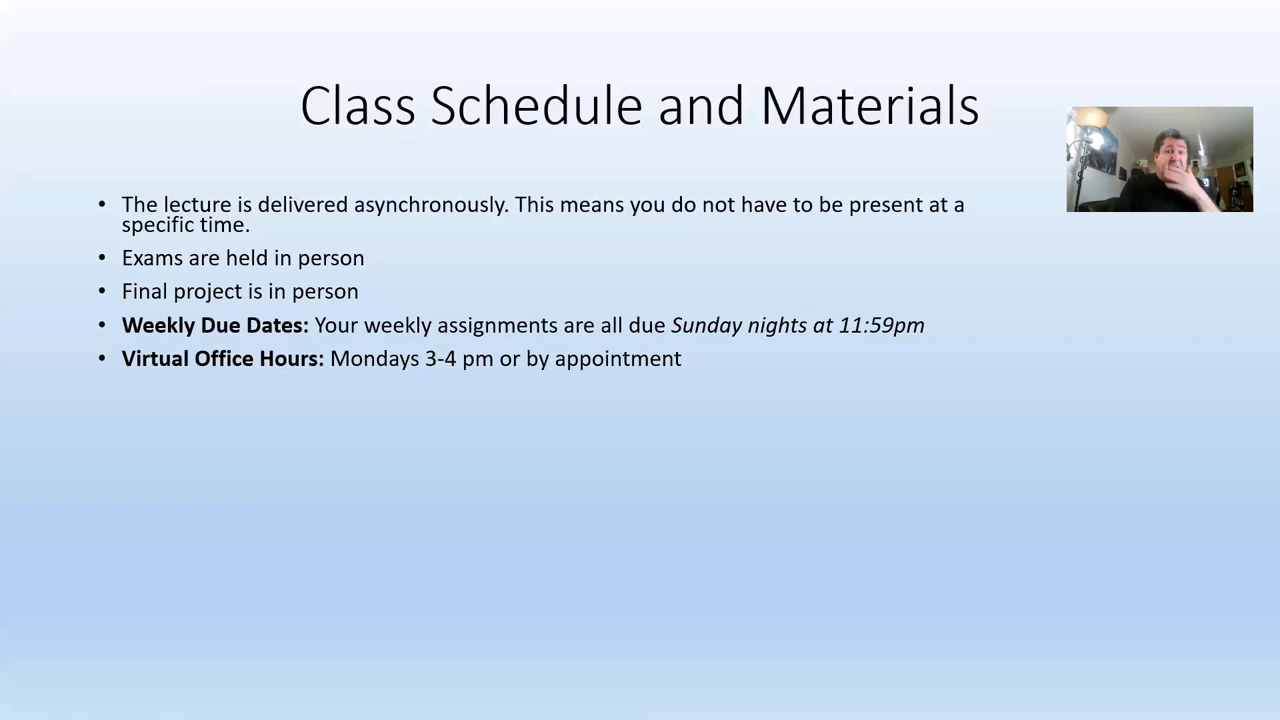 Class Schedule and Materials
• The lecture is delivered asynchronously. This means you do not have to be present at a
specific time.
• Exams are held in person
• Final project is in person
• Weekly Due Dates: Your weekly assignments are all due Sunday nights at 11:59pm
• Virtual Office Hours: Mondays 3-4 pm or by appointment